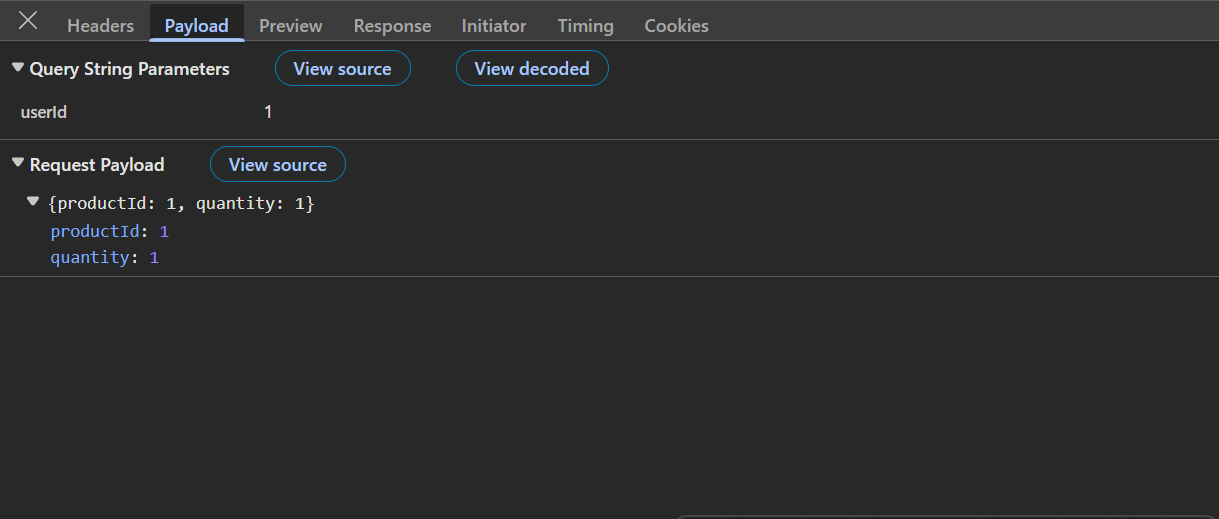 Headers Payload Preview Response Initiator Timing Cookies
Query String Parameters View source View decoded
userId 1
Request Payload View source
{productId: 1, quantity: 1}
productId: 1
quantity: 1